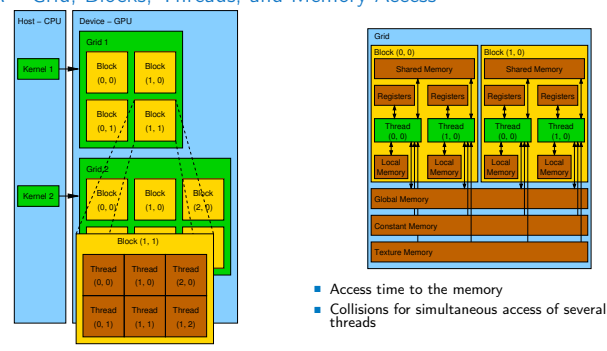 Grid, Blocks, Threads, and Memory Access
Host – CPU
Device – GPU
Grid 1
Kernel 1
Block
(0, 0)
Block
(1, 0)
Block
(0, 1)
Block
(1, 1)
Grid 2
Kernel 2
Block
(0, 0)
Block
(1, 0)
Block
(2, 0)
Block (1, 1)
Thread
(0, 0)
Thread
(1, 0)
Thread
(2, 0)
Thread
(0, 1)
Thread
(1, 1)
Thread
(1, 2)
Grid
Block (0, 0)
Shared Memory
Registers
Registers
Thread
(0, 0)
Thread
(1, 0)
Local
Memory
Local
Memory
Block (1, 0)
Shared Memory
Registers
Registers
Thread
(0, 0)
Thread
(1, 0)
Local
Memory
Local
Memory
Global Memory
Constant Memory
Texture Memory
Access time to the memory
Collisions for simultaneous access of several
threads